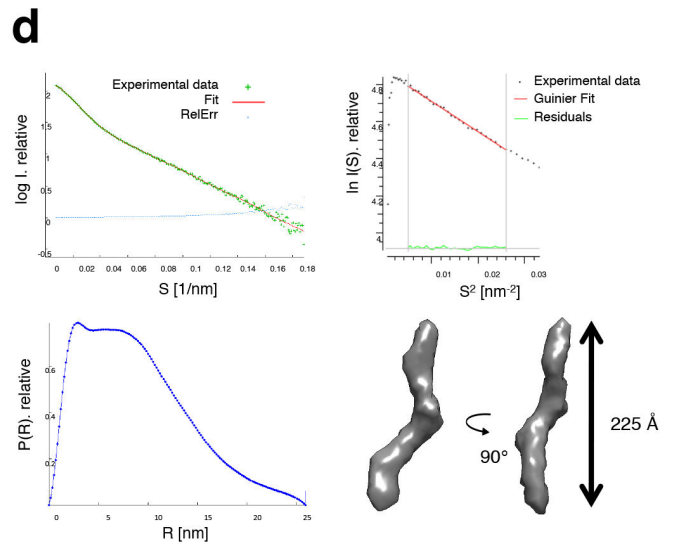 d
Experimental data
Fit
RelErr
log I. relative
2
1.5
1
0.5
0
-0.5
0 0.02 0.04 0.06 0.08 0.1 0.12 0.14 0.16 0.18
S [1/nm]
Experimental data
Guinier Fit
Residuals
ln I(S). relative
4.8
4.6
4.4
4.2
4.
0.01 0.02 0.03
S² [nm⁻²]
P(R). relative
0.6
0.4
0.2
0 5 10 15 20 25
R [nm]
90°
225 Å